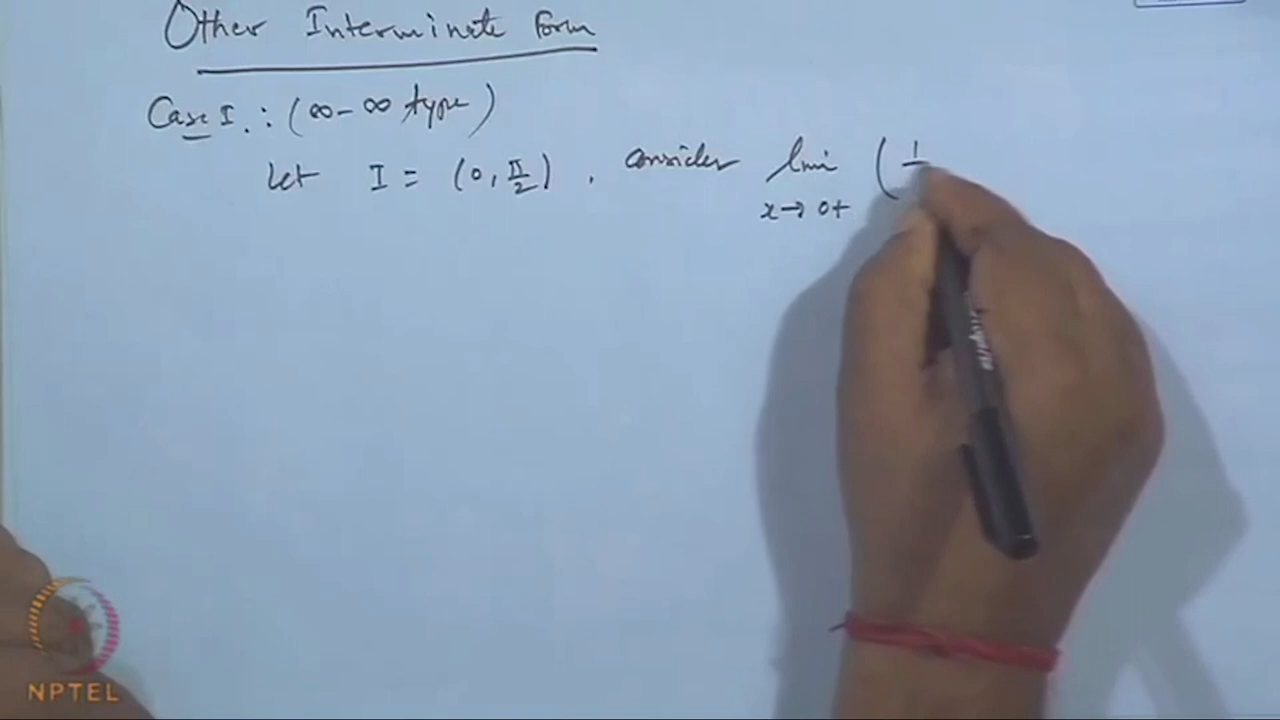 Other Interminate Form
Case I. : (∞ - ∞ type)
Let I = (0, π/2) . Consider lim (1/
x → 0+
NPTEL